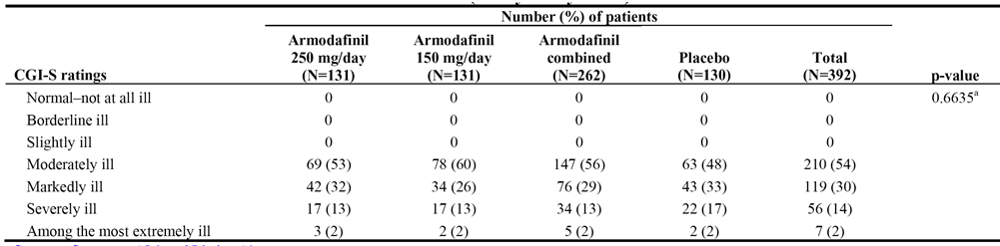 Number (%) of patients
Armodafinil Armodafinil Armodafinil
250 mg/day 150 mg/day combined Placebo Total
CGI-S ratings (N=131) (N=131) (N=262) (N=130) (N=392) p-value
Normal–not at all ill 0 0 0 0 0 0.6635a
Borderline ill 0 0 0 0 0
Slightly ill 0 0 0 0 0
Moderately ill 69 (53) 78 (60) 147 (56) 63 (48) 210 (54)
Markedly ill 42 (32) 34 (26) 76 (29) 43 (33) 119 (30)
Severely ill 17 (13) 17 (13) 34 (13) 22 (17) 56 (14)
Among the most extremely ill 3 (2) 2 (2) 5 (2) 2 (2) 7 (2)